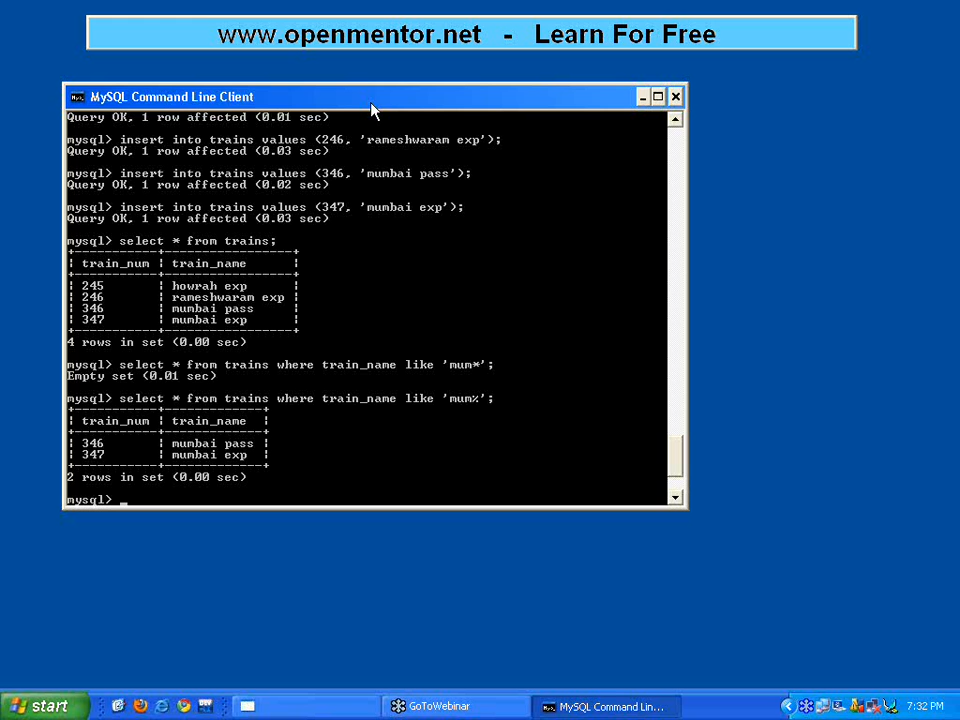 www.openmentor.net - Learn For Free
MySQL Command Line Client
Query OK, 1 row affected (0.01 sec)
mysql> insert into trains values (246, 'rameshwaram exp');
Query OK, 1 row affected (0.03 sec)
mysql> insert into trains values (346, 'mumbai pass');
Query OK, 1 row affected (0.02 sec)
mysql> insert into trains values (347, 'mumbai exp');
Query OK, 1 row affected (0.03 sec)
mysql> select * from trains;
+-----------+-----------------+
| train_num | train_name      |
+-----------+-----------------+
| 245       | howrah exp      |
| 246       | rameshwaram exp |
| 346       | mumbai pass     |
| 347       | mumbai exp      |
+-----------+-----------------+
4 rows in set (0.00 sec)
mysql> select * from trains where train_name like 'mum*';
Empty set (0.01 sec)
mysql> select * from trains where train_name like 'mum%';
+-----------+-------------+
| train_num | train_name  |
+-----------+-------------+
| 346       | mumbai pass |
| 347       | mumbai exp  |
+-----------+-------------+
2 rows in set (0.00 sec)
mysql> _
start
GoToWebinar
MySQL Command Lin...
7:32 PM